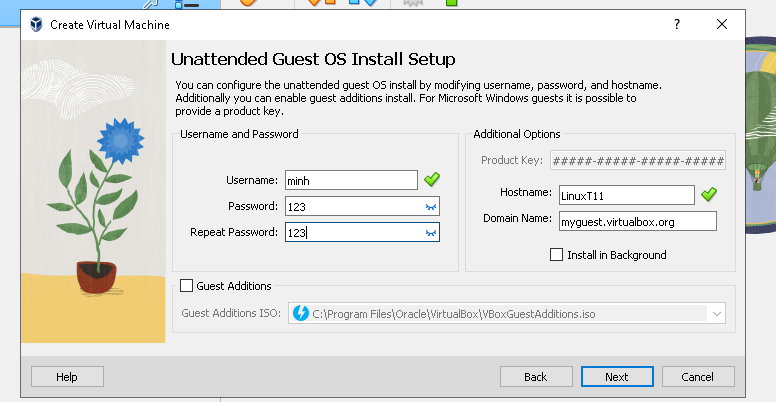 Create Virtual Machine
?
Unattended Guest OS Install Setup
You can configure the unattended guest OS install by modifying username, password, and hostname.
Additionally you can enable guest additions install. For Microsoft Windows guests it is possible to
provide a product key.
Username and Password
Username: minh
Password: 123
Repeat Password: 123
Additional Options
Product Key: #####-#####-#####-#####
Hostname: LinuxT11
Domain Name: myguest.virtualbox.org
Install in Background
Guest Additions
Guest Additions ISO: C:\Program Files\Oracle\VirtualBox\VBoxGuestAdditions.iso
Help
Back
Next
Cancel